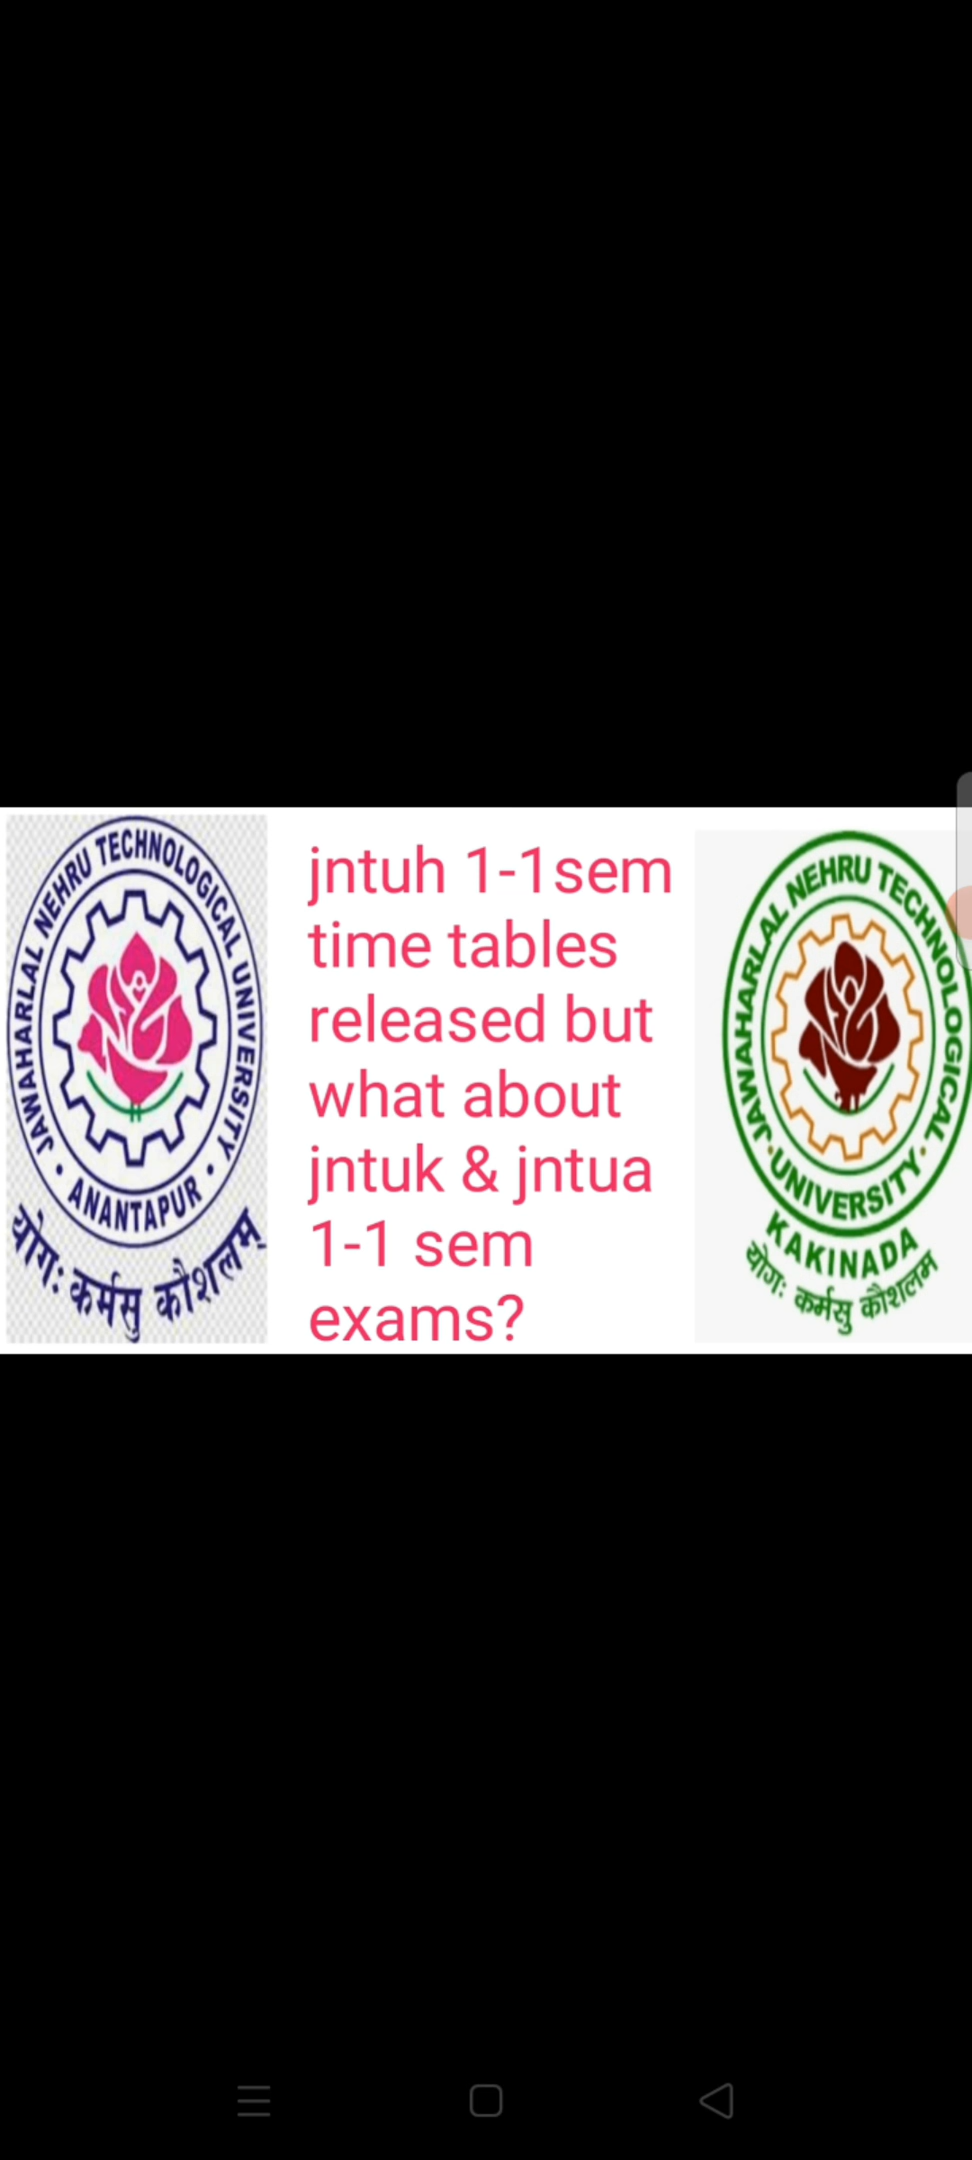 JAWAHARLAL NEHRU TECHNOLOGICAL UNIVERSITY
• ANANTAPUR •
योगः कर्मसु कौशलम्
jntuh 1-1sem
time tables
released but
what about
jntuk & jntua
1-1 sem
exams?
JAWAHARLAL NEHRU TECHNOLOGICAL
•UNIVERSITY•
KAKINADA
योगः कर्मसु कौशलम